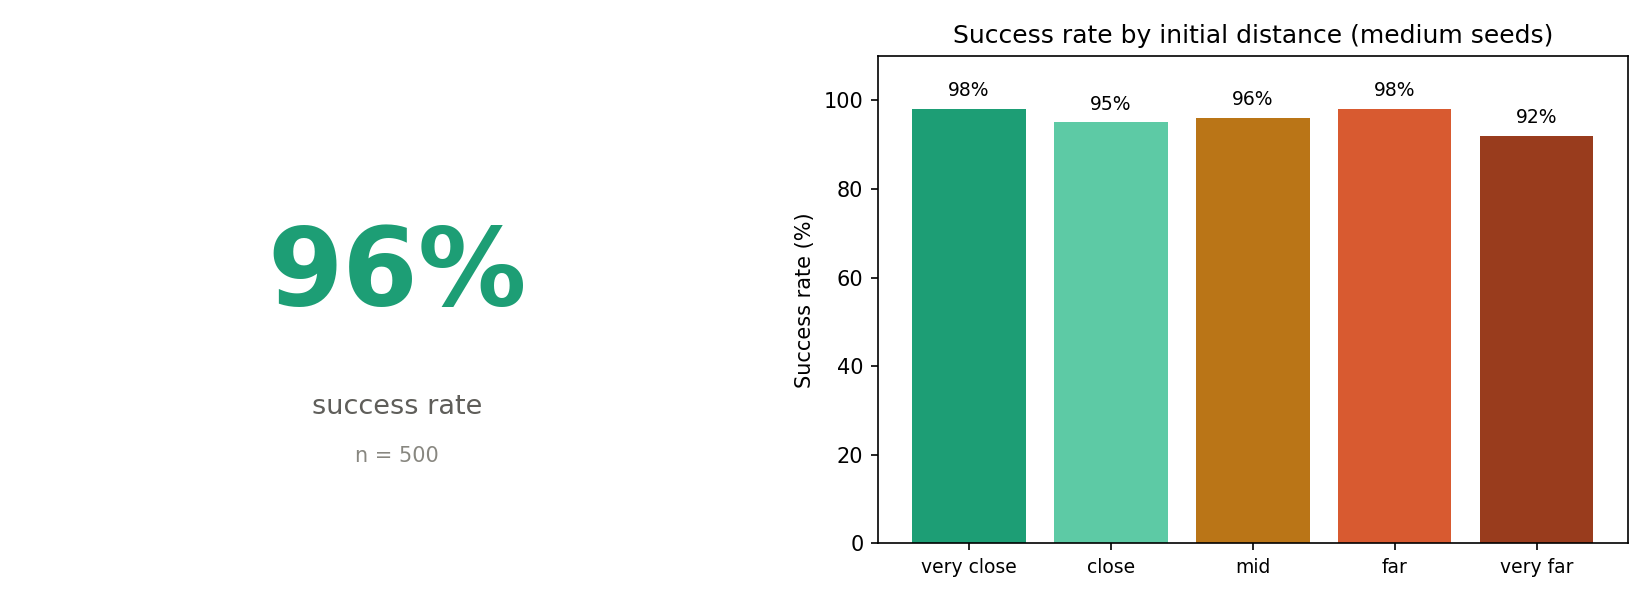 96%
success rate
n = 500
Success rate by initial distance (medium seeds)
Success rate (%)
100
80
60
40
20
0
98%
95%
96%
98%
92%
very close
close
mid
far
very far